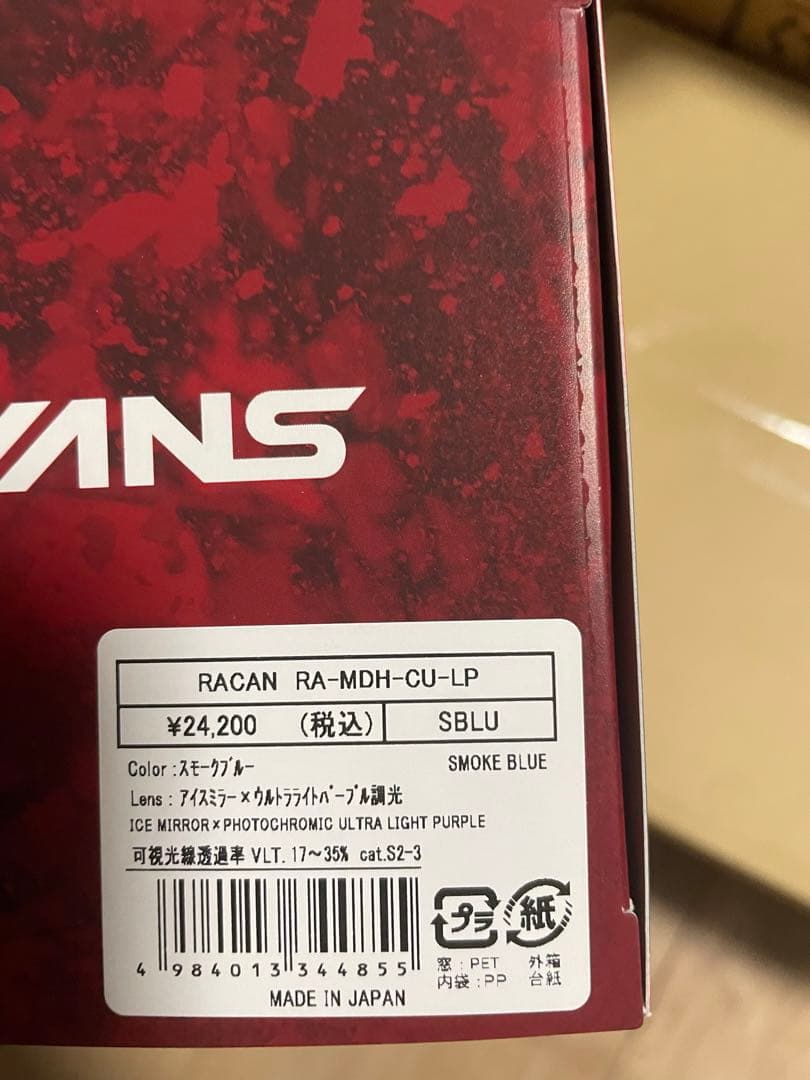 VANS
RACAN RA-MDH-CU-LP
¥24,200 (税込) SBLU
Color :スモークブルー SMOKE BLUE
Lens : アイスミラー×ウルトラライトパープル調光
ICE MIRROR×PHOTOCHROMIC ULTRA LIGHT PURPLE
可視光線透過率 VLT. 17～35% cat.S2-3
4 984013 344855
プラ 紙
窓 : PET 外箱
内袋 : PP 台紙
MADE IN JAPAN